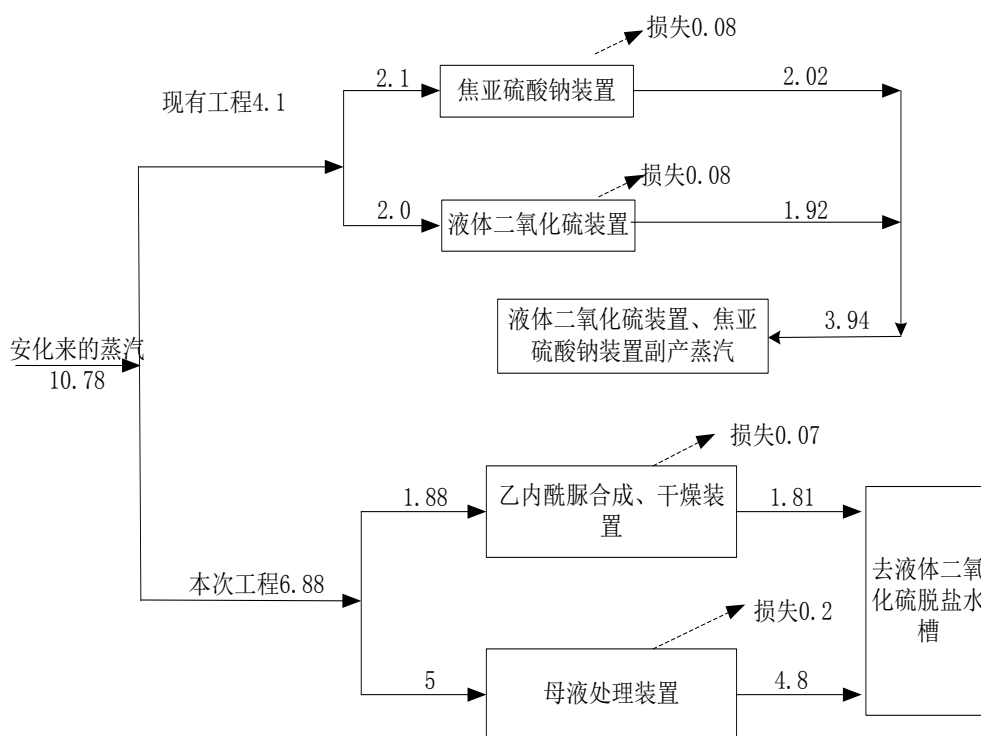 损失0.08
2.1
焦亚硫酸钠装置
2.02
现有工程4.1
损失0.08
2.0
液体二氧化硫装置
1.92
液体二氧化硫装置、焦亚
硫酸钠装置副产蒸汽
3.94
安化来的蒸汽
10.78
损失0.07
1.88
乙内酰脲合成、干燥装
置
1.81
本次工程6.88
去液体二氧
化硫脱盐水
槽
损失0.2
5
母液处理装置
4.8